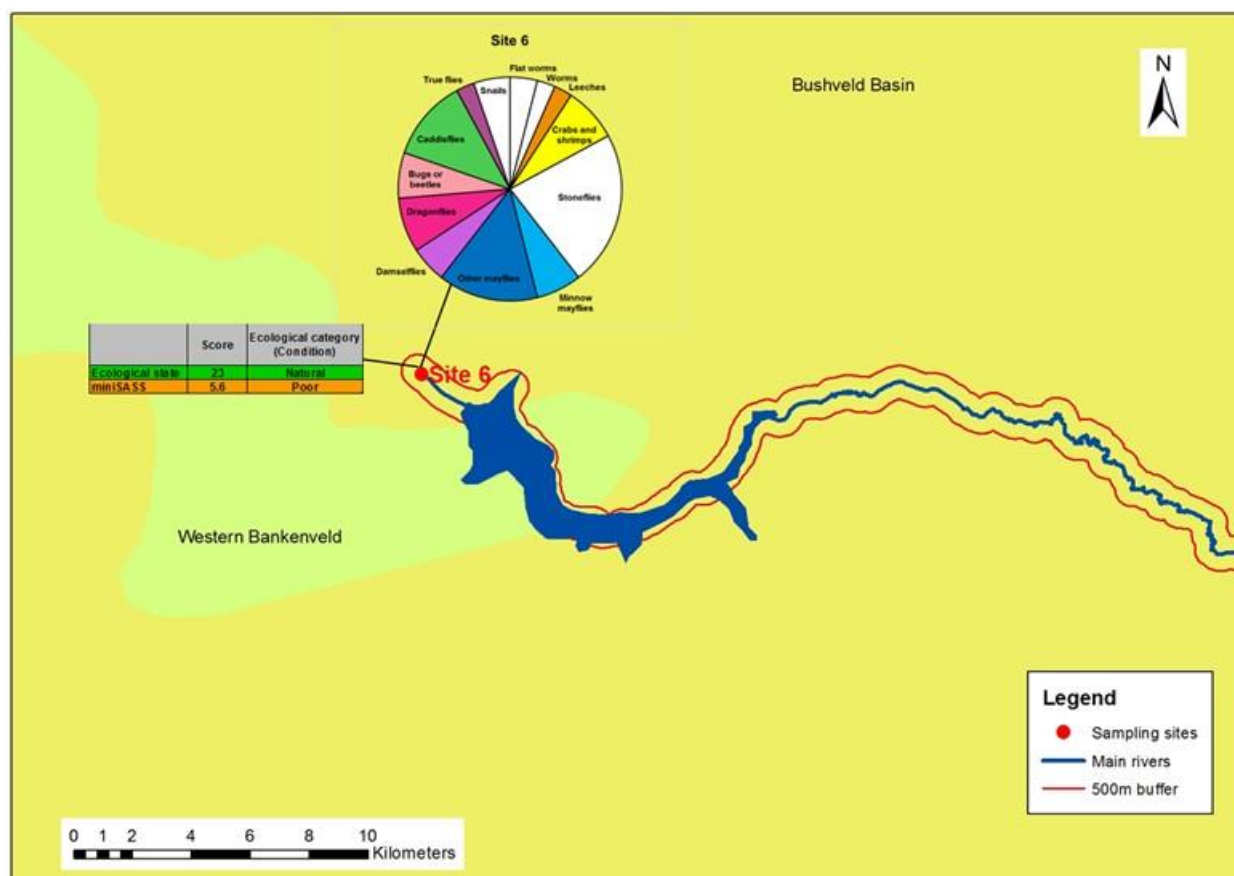 Site 6
Flat worms
Worms
Leeches
True flies
Snails
Crabs and shrimps
Caddisflies
Stoneflies
Bugs or
beetles
Dragonflies
Damselflies
Other mayflies
Minnow
mayflies
Bushveld Basin
N
Score
Ecological category
(Condition)
Ecological state 23 Natural
miniSASS 5.6 Poor
Site 6
Western Bankenveld
Legend
Sampling sites
Main rivers
500m buffer
0 1 2 4 6 8 10
Kilometers